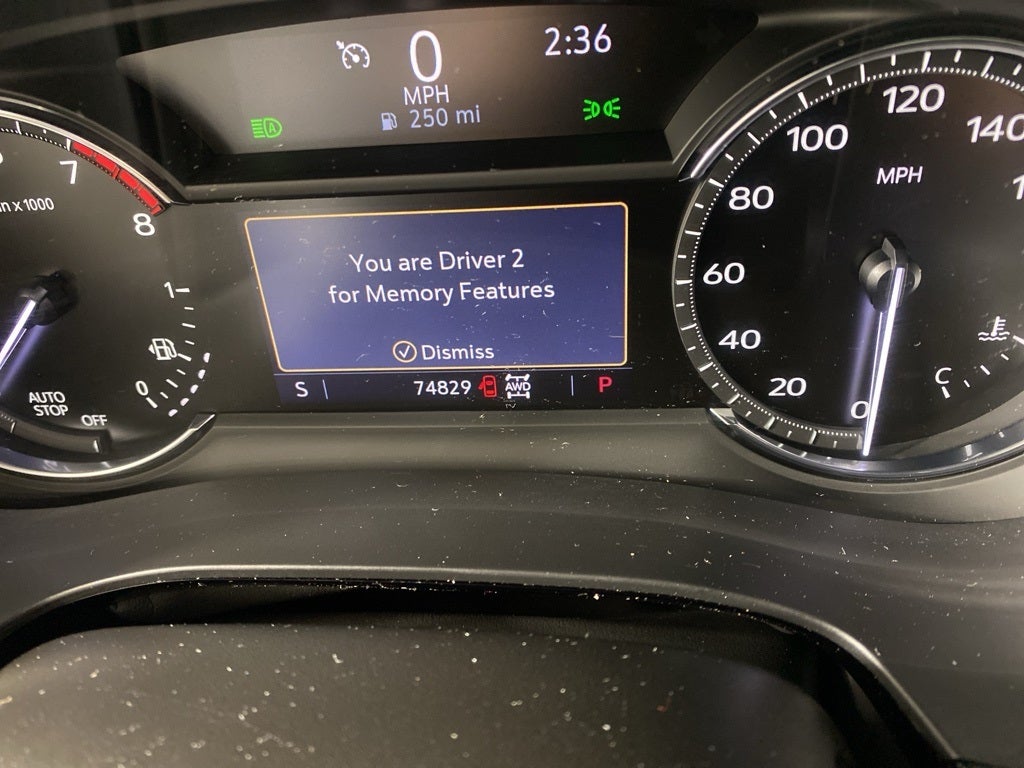 0
2:36
MPH
250 mi
A
7
8
n x 1000
1
0
AUTO
STOP
OFF
You are Driver 2
for Memory Features
Dismiss
S
74829
AWD
P
120
140
100
MPH
80
60
40
20
0
C